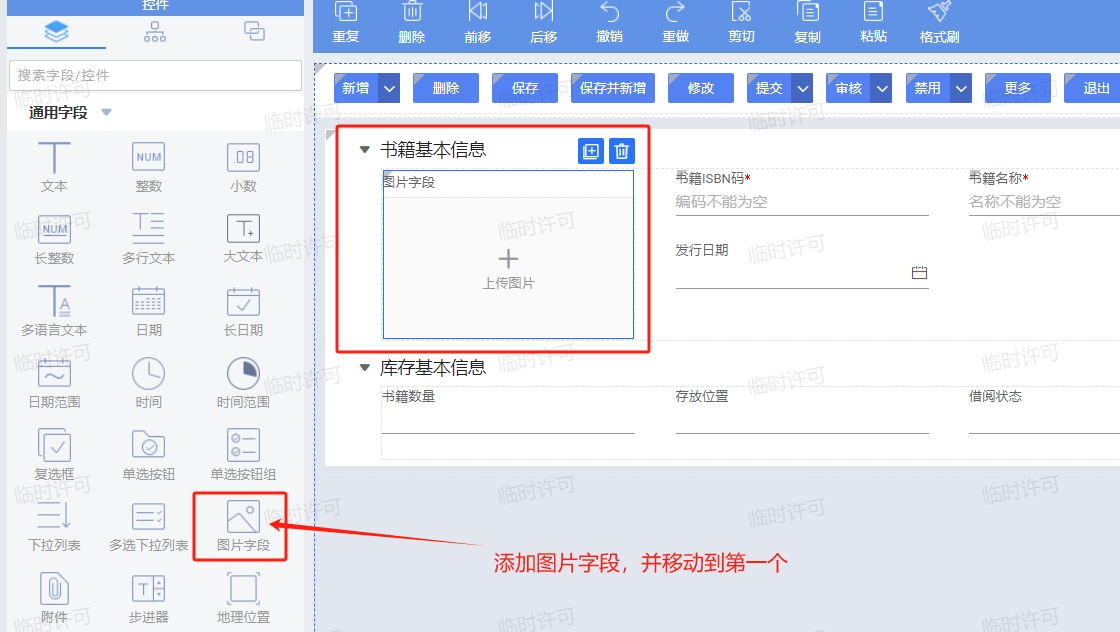 控件
重复 删除 前移 后移 撤销 重做 剪切 复制 粘贴 格式刷
搜索字段/控件
通用字段
新增 删除 保存 保存并新增 修改 提交 审核 禁用 更多 退出
文本 整数 小数
NUM .08
长整数 多行文本 大文本
NUM
多语言文本 日期 长日期
日期范围 时间 时间范围
复选框 单选按钮 单选按钮组
下拉列表 多选下拉列表 图片字段
附件 步进器 地理位置
书籍基本信息
图片字段
上传图片
书籍ISBN码* 书籍名称*
编码不能为空 名称不能为空
发行日期
库存基本信息
书籍数量 存放位置 借阅状态
添加图片字段，并移动到第一个
临时许可